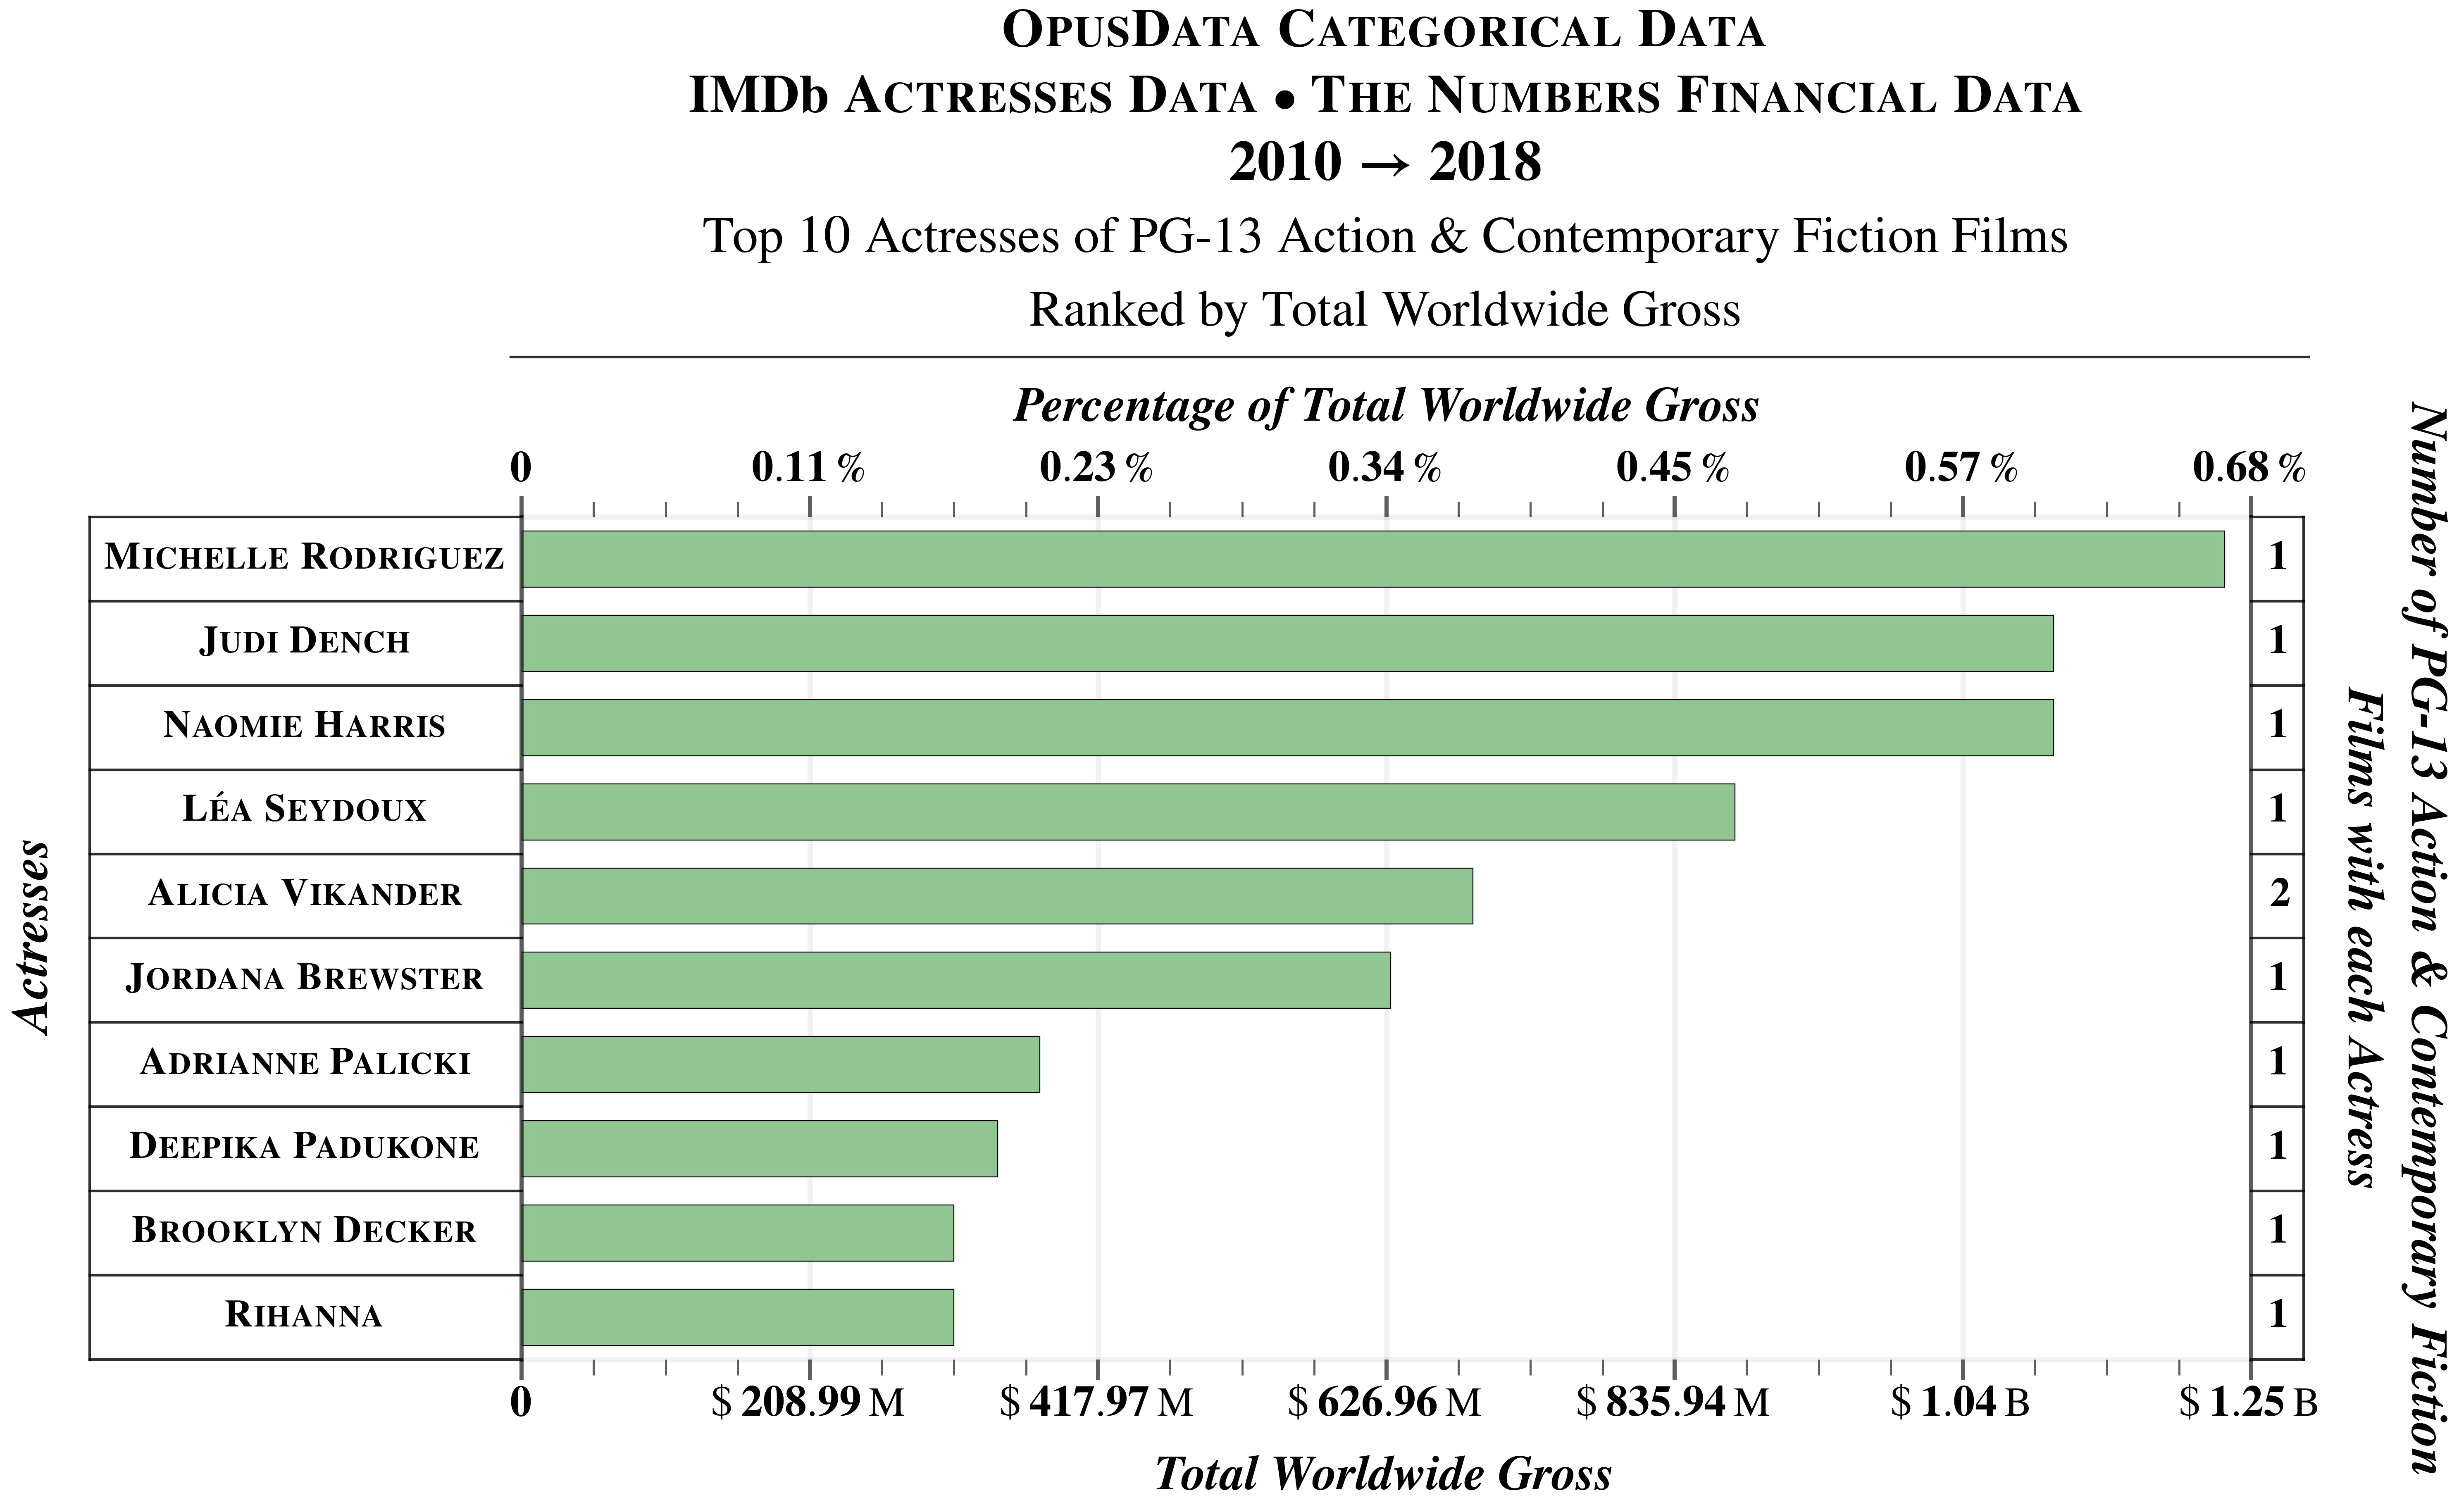 OpusData Categorical Data
IMDb Actresses Data • The Numbers Financial Data
2010 → 2018
Top 10 Actresses of PG-13 Action & Contemporary Fiction Films
Ranked by Total Worldwide Gross
Percentage of Total Worldwide Gross
0 0.11 % 0.23 % 0.34 % 0.45 % 0.57 % 0.68 %
Actresses
Michelle Rodriguez 1
Judi Dench 1
Naomie Harris 1
Léa Seydoux 1
Alicia Vikander 2
Jordana Brewster 1
Adrianne Palicki 1
Deepika Padukone 1
Brooklyn Decker 1
Rihanna 1
Number of PG-13 Action & Contemporary Fiction
Films with each Actress
0 $ 208.99 M $ 417.97 M $ 626.96 M $ 835.94 M $ 1.04 B $ 1.25 B
Total Worldwide Gross